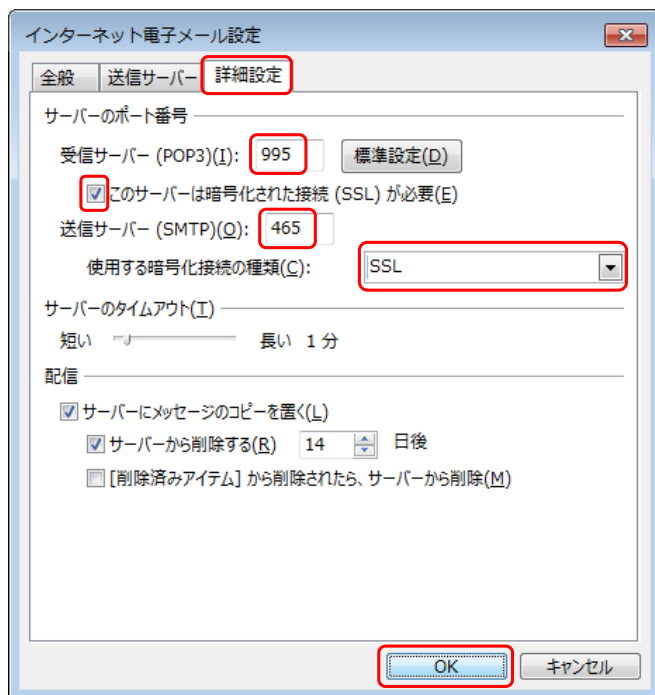 インターネット電子メール設定
全般 送信サーバー 詳細設定
サーバーのポート番号
受信サーバー (POP3)(I): 995 標準設定(D)
このサーバーは暗号化された接続 (SSL) が必要(E)
送信サーバー (SMTP)(O): 465
使用する暗号化接続の種類(C): SSL
サーバーのタイムアウト(T)
短い 長い 1 分
配信
サーバーにメッセージのコピーを置く(L)
サーバーから削除する(R) 14 日後
[削除済みアイテム] から削除されたら、サーバーから削除(M)
OK キャンセル